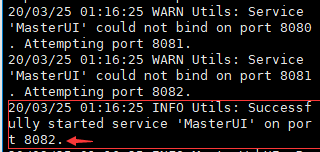 20/03/25 01:16:25 WARN Utils: Service
'MasterUI' could not bind on port 8080
. Attempting port 8081.
20/03/25 01:16:25 WARN Utils: Service
'MasterUI' could not bind on port 8081
. Attempting port 8082.
20/03/25 01:16:25 INFO Utils: Successf
ully started service 'MasterUI' on por
t 8082.